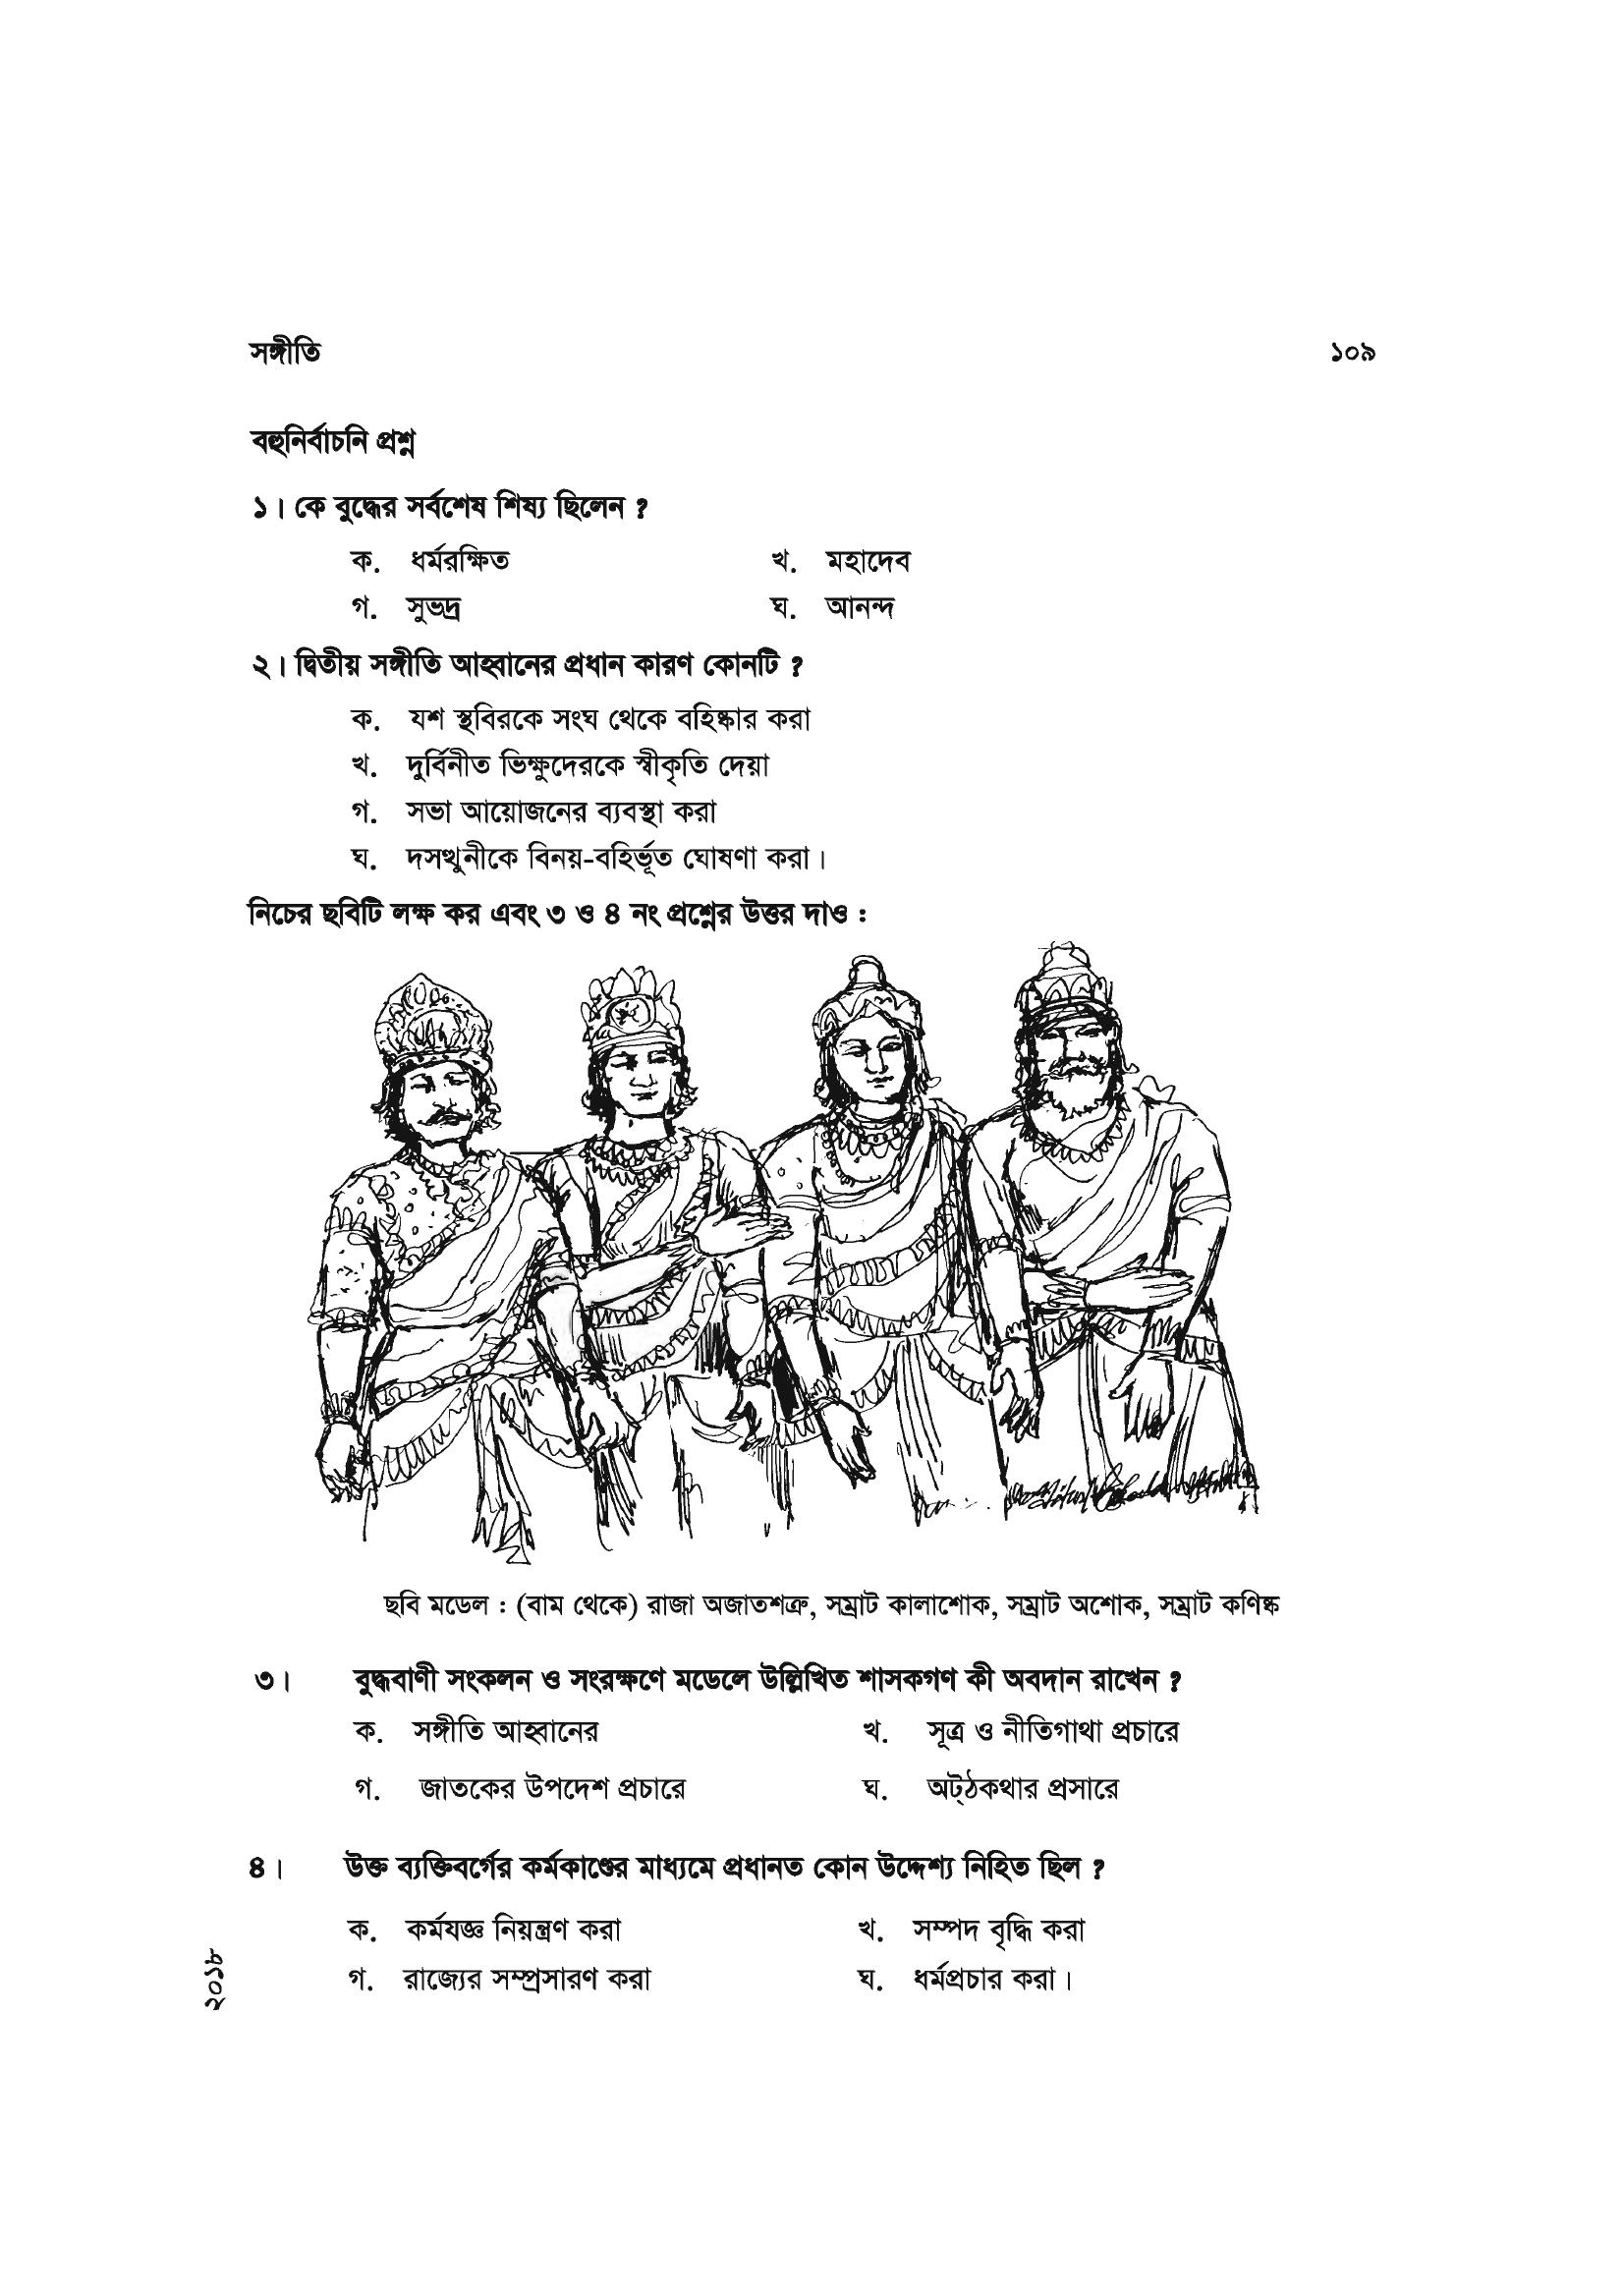 সঙ্গীতি ১০৯
বহুনির্বাচনি প্রশ্ন
১। কে বুদ্ধের সর্বশেষ শিষ্য ছিলেন ?
ক. ধর্মরক্ষিত খ. মহাদেব
গ. সুভদ্র ঘ. আনন্দ
২। দ্বিতীয় সঙ্গীতি আহ্বানের প্রধান কারণ কোনটি ?
ক. যশ স্থবিরকে সংঘ থেকে বহিষ্কার করা
খ. দুর্বিনীত ভিক্ষুদেরকে স্বীকৃতি দেয়া
গ. সভা আয়োজনের ব্যবস্থা করা
ঘ. দসত্থুনীকে বিনয়-বহির্ভূত ঘোষণা করা।
নিচের ছবিটি লক্ষ কর এবং ৩ ও ৪ নং প্রশ্নের উত্তর দাও :
ছবি মডেল : (বাম থেকে) রাজা অজাতশত্রু, সম্রাট কালাশোক, সম্রাট অশোক, সম্রাট কণিষ্ক
৩। বুদ্ধবাণী সংকলন ও সংরক্ষণে মডেলে উল্লিখিত শাসকগণ কী অবদান রাখেন ?
ক. সঙ্গীতি আহ্বানের খ. সূত্র ও নীতিগাথা প্রচারে
গ. জাতকের উপদেশ প্রচারে ঘ. অট্‌ঠকথার প্রসারে
৪। উক্ত ব্যক্তিবর্গের কর্মকাণ্ডের মাধ্যমে প্রধানত কোন উদ্দেশ্য নিহিত ছিল ?
ক. কর্মযজ্ঞ নিয়ন্ত্রণ করা খ. সম্পদ বৃদ্ধি করা
গ. রাজ্যের সম্প্রসারণ করা ঘ. ধর্মপ্রচার করা।
২০১৮